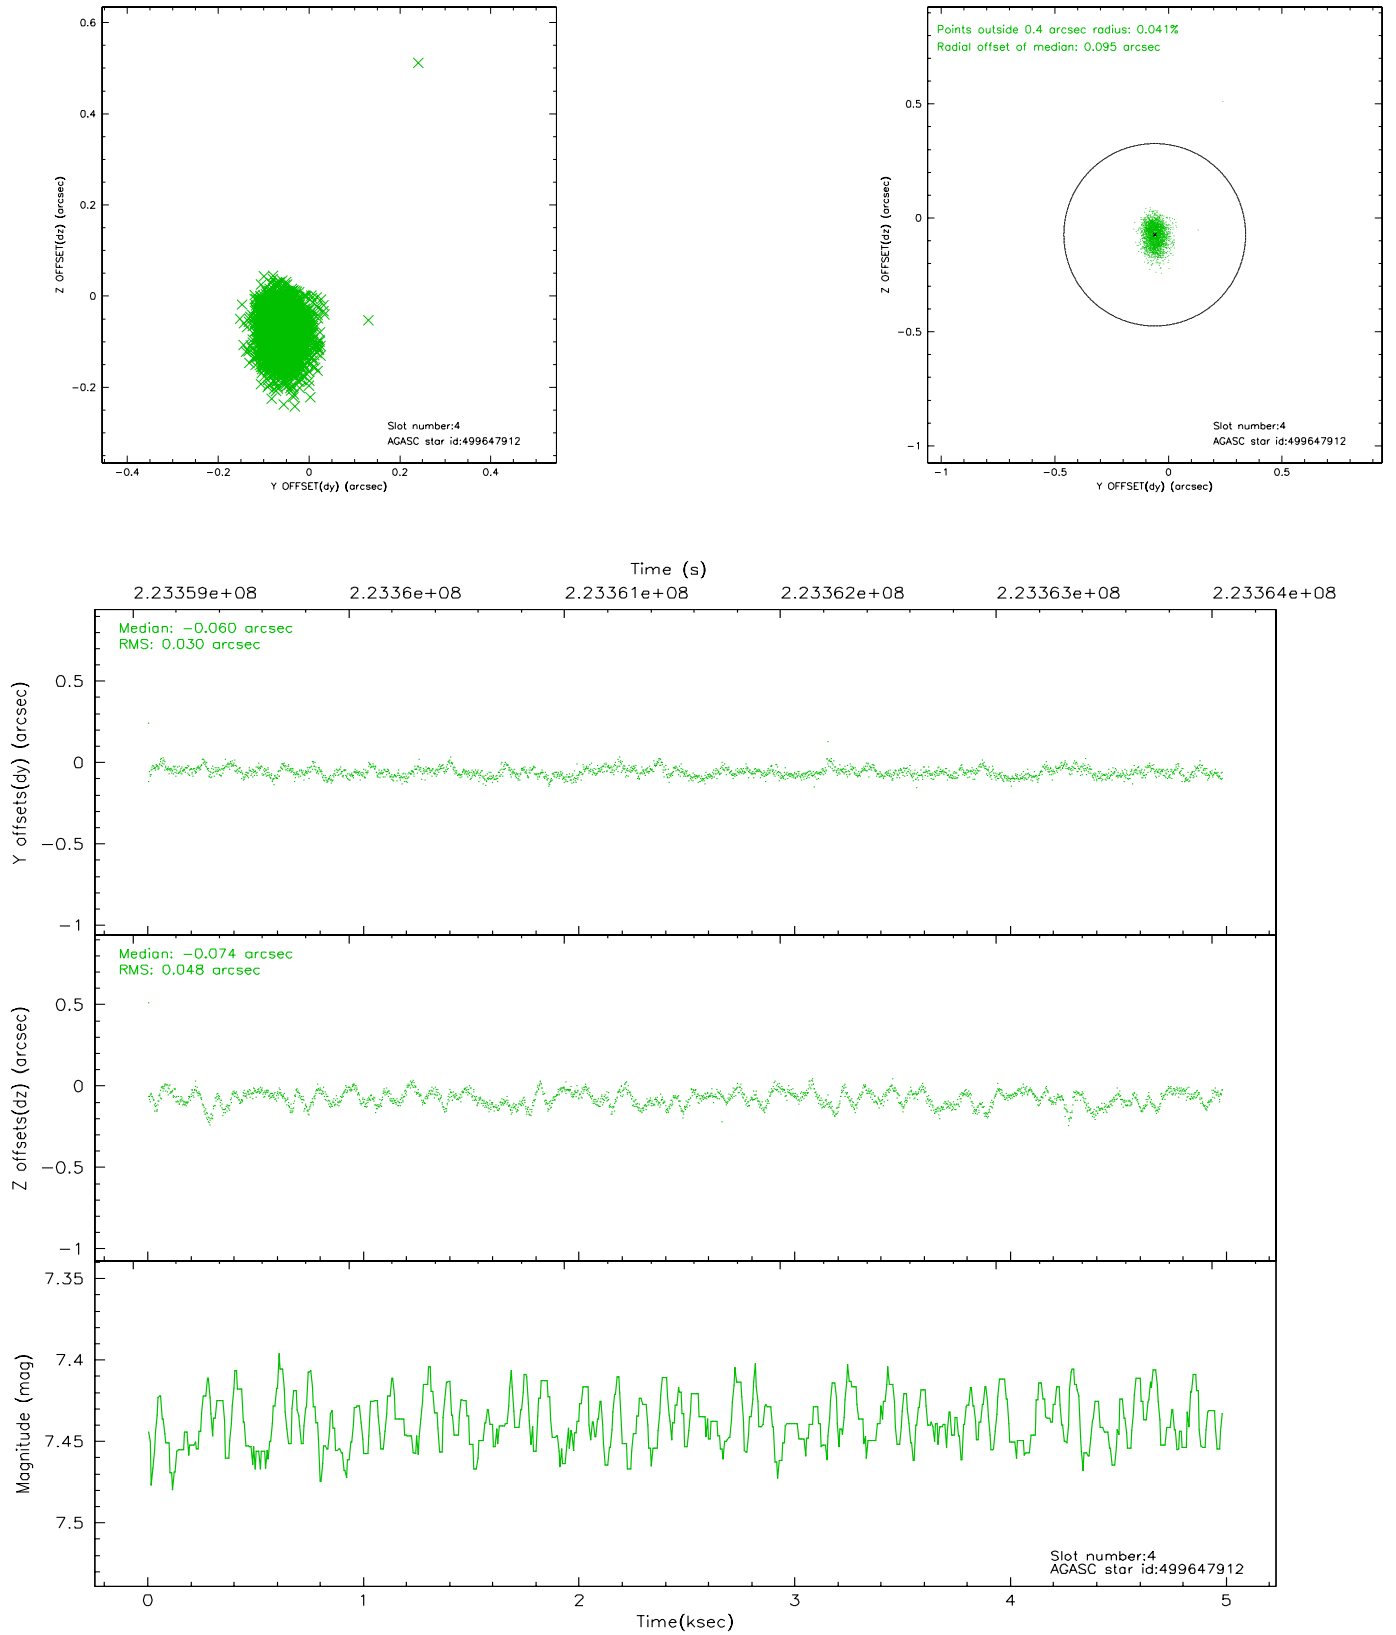 0.6
0.4
0.2
0
−0.2
Z OFFSET(dz) (arcsec)
Slot number:4
AGASC star id:499647912
−0.4 −0.2 0 0.2 0.4
Y OFFSET(dy) (arcsec)
Points outside 0.4 arcsec radius: 0.041%
Radial offset of median: 0.095 arcsec
0.5
0
−0.5
−1
Z OFFSET(dz) (arcsec)
Slot number:4
AGASC star id:499647912
−1 −0.5 0 0.5
Y OFFSET(dy) (arcsec)
Time (s)
2.23359e+08 2.2336e+08 2.23361e+08 2.23362e+08 2.23363e+08 2.23364e+08
Median: −0.060 arcsec
RMS: 0.030 arcsec
0.5
0
−0.5
−1
Y offsets(dy) (arcsec)
Median: −0.074 arcsec
RMS: 0.048 arcsec
0.5
0
−0.5
−1
Z offsets(dz) (arcsec)
7.35
7.4
7.45
7.5
Magnitude (mag)
Slot number:4
AGASC star id:499647912
0 1 2 3 4 5
Time(ksec)